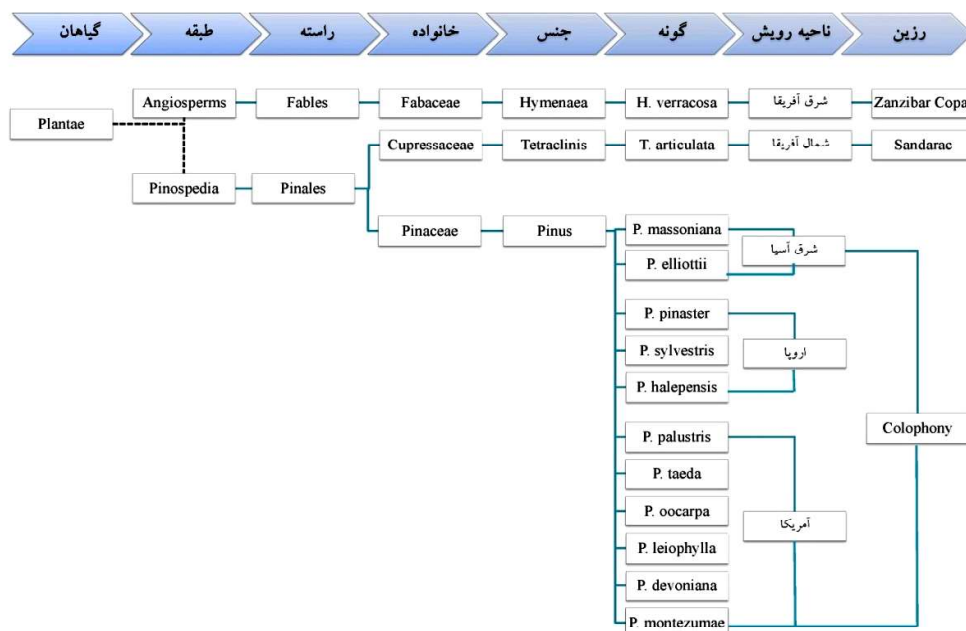 گیاهان
طبقه
راسته
خانواده
جنس
گونه
ناحیه رویش
رزین
Plantae
Angiosperms
Fables
Fabaceae
Hymenaea
H. verracosa
شرق آفریقا
Zanzibar Copa
Cupressaceae
Tetraclinis
T. articulata
شمال آفریقا
Sandarac
Pinospedia
Pinales
Pinaceae
Pinus
P. massoniana
شرق آسیا
P. elliottii
P. pinaster
P. sylvestris
اروپا
P. halepensis
P. palustris
Colophony
P. taeda
P. oocarpa
آمریکا
P. leiophylla
P. devoniana
P. montezumae